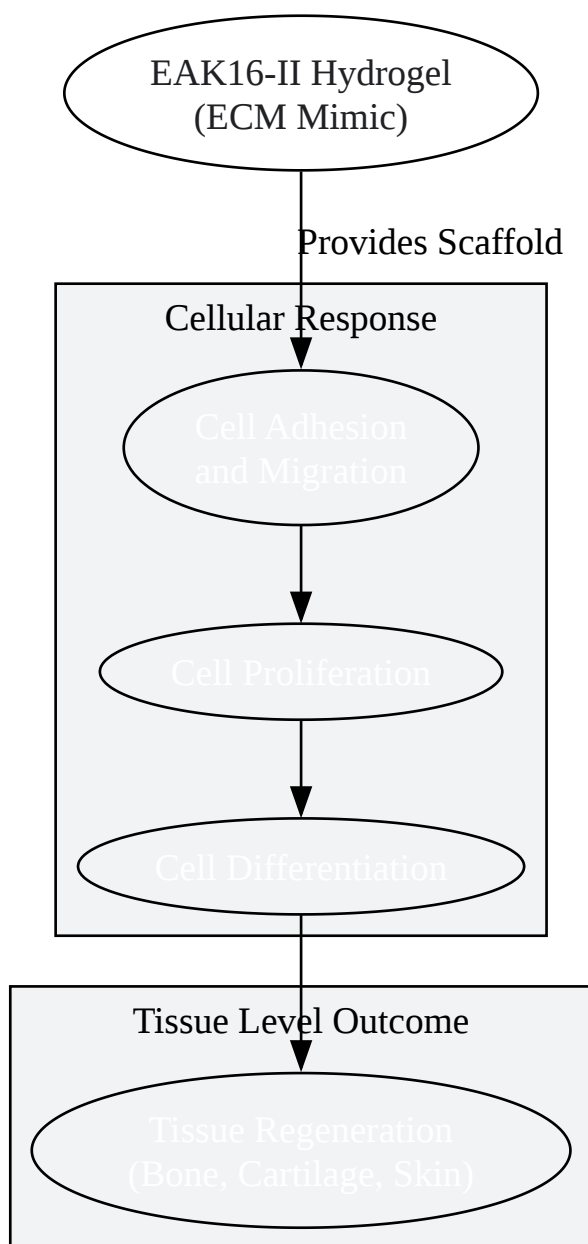 EAK16-II Hydrogel
(ECM Mimic)
Provides Scaffold
Cellular Response
Cell Adhesion
and Migration
Cell Proliferation
Cell Differentiation
Tissue Level Outcome
Tissue Regeneration
(Bone, Cartilage, Skin)